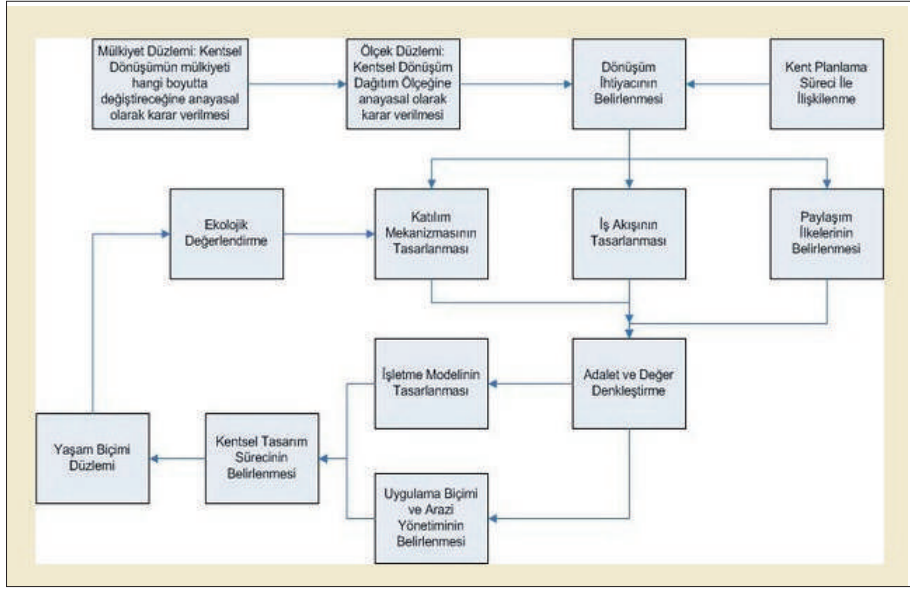 Mülkiyet Düzlemi: Kentsel
Dönüşümün mülkiyeti
hangi boyutta
değiştireceğine anayasal
olarak karar verilmesi
Ölçek Düzlemi:
Kentsel Dönüşüm
Dağıtım Ölçeğine
anayasal olarak
karar verilmesi
Dönüşüm
İhtiyacının
Belirlenmesi
Kent Planlama
Süreci İle
İlişkilenme
Ekolojik
Değerlendirme
Katılım
Mekanizmasının
Tasarlanması
İş Akışının
Tasarlanması
Paylaşım
İlkelerinin
Belirlenmesi
İşletme Modelinin
Tasarlanması
Adalet ve Değer
Denkleştirme
Yaşam Biçimi
Düzlemi
Kentsel Tasarım
Sürecinin
Belirlenmesi
Uygulama Biçimi
ve Arazi
Yönetiminin
Belirlenmesi